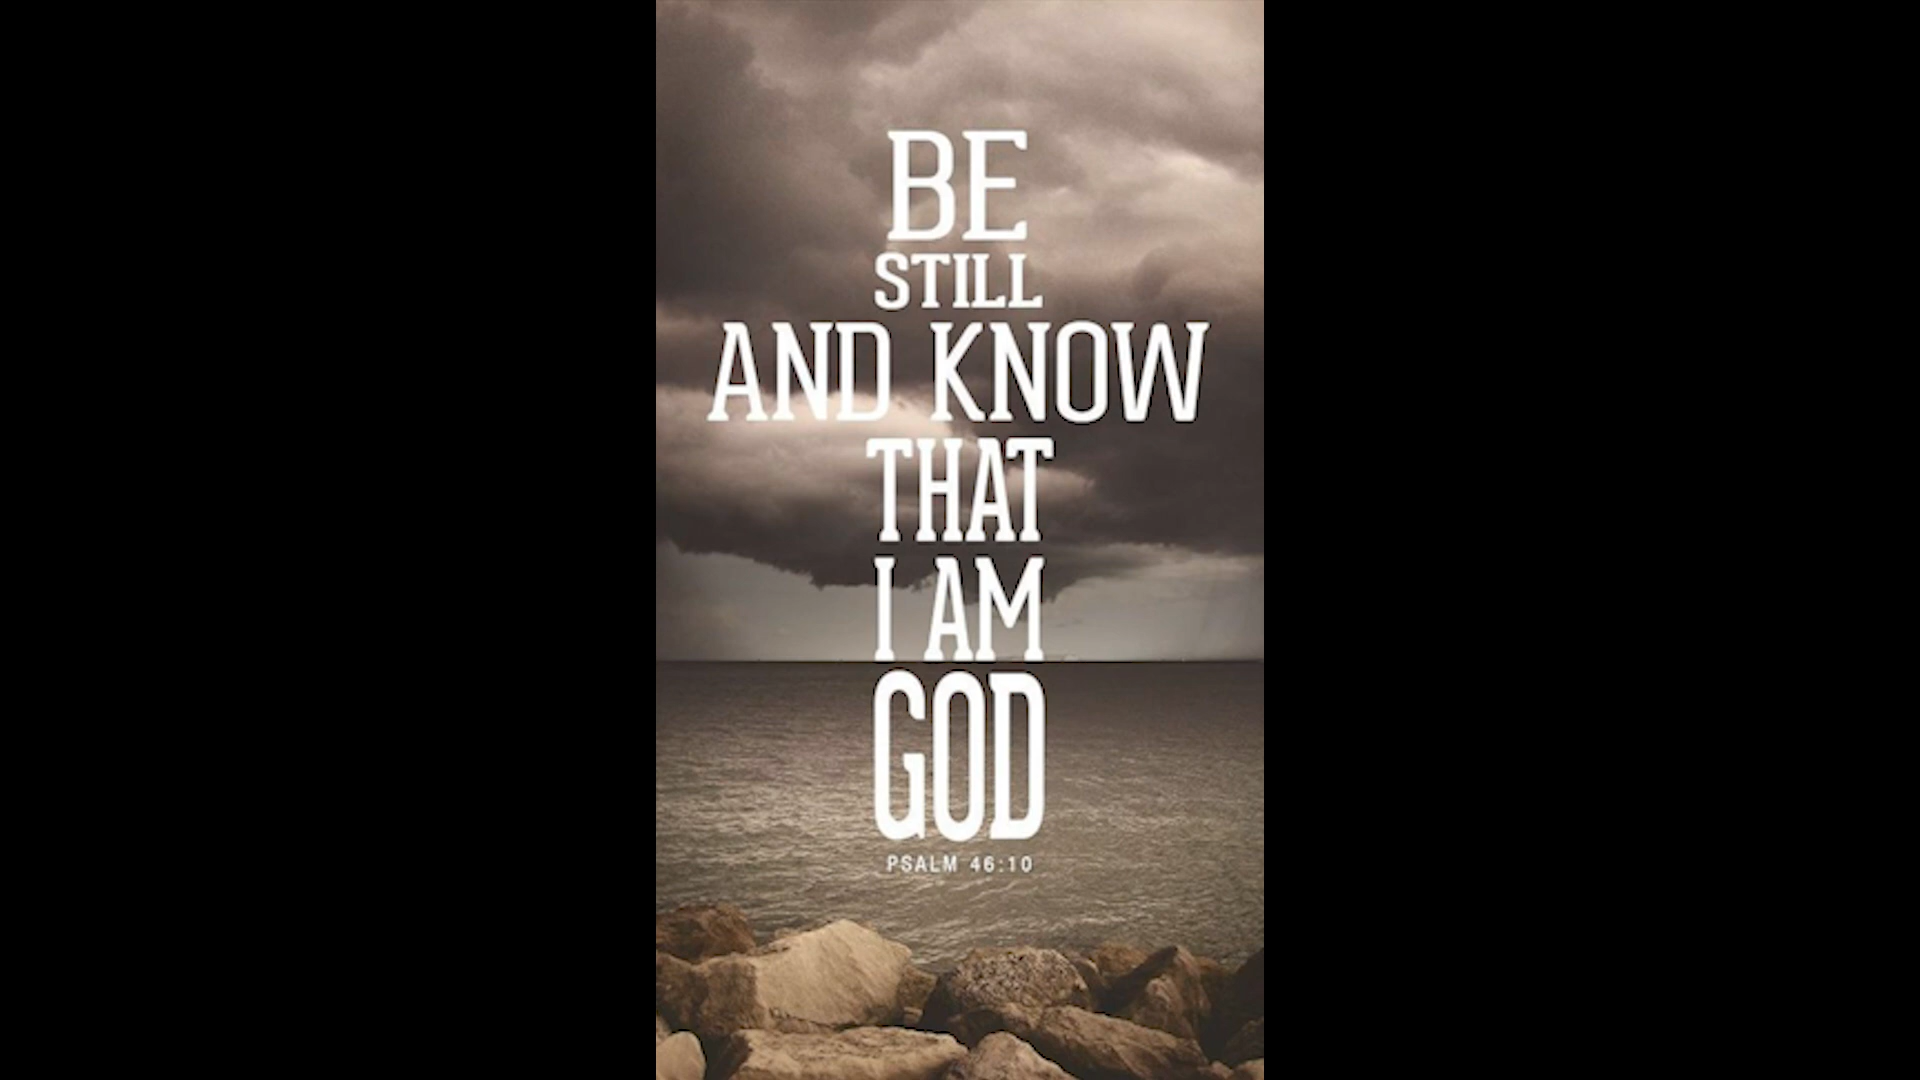 BE
STILL
AND KNOW
THAT
I AM
GOD
PSALM 46:10